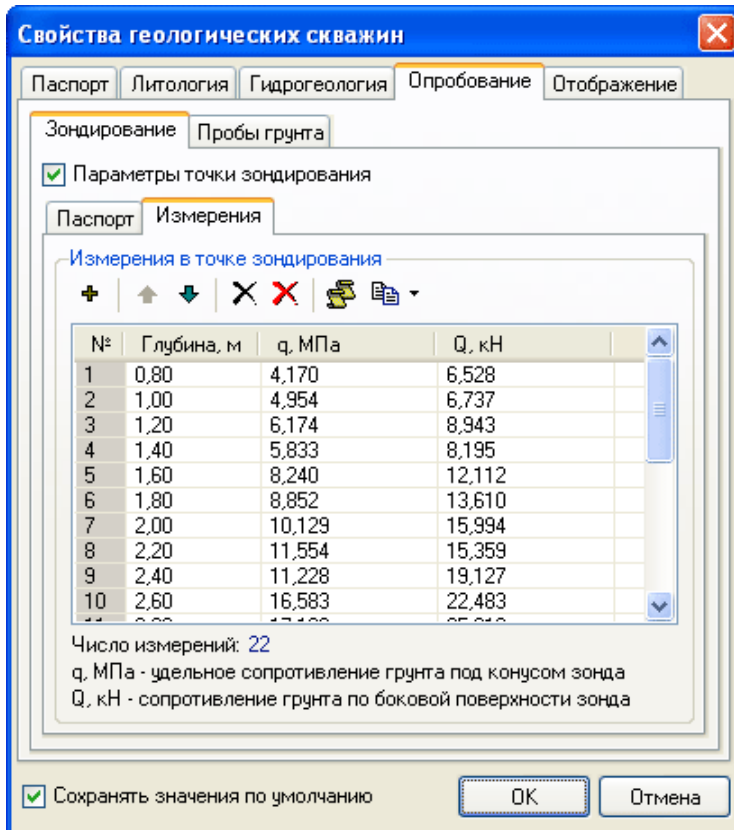 Свойства геологических скважин
Паспорт Литология Гидрогеология Опробование Отображение
Зондирование Пробы грунта
Параметры точки зондирования
Паспорт Измерения
Измерения в точке зондирования
№ Глубина, м q, МПа Q, кН
1 0,80 4,170 6,528
2 1,00 4,954 6,737
3 1,20 6,174 8,943
4 1,40 5,833 8,195
5 1,60 8,240 12,112
6 1,80 8,852 13,610
7 2,00 10,129 15,994
8 2,20 11,554 15,359
9 2,40 11,228 19,127
10 2,60 16,583 22,483
Число измерений: 22
q, МПа - удельное сопротивление грунта под конусом зонда
Q, кН - сопротивление грунта по боковой поверхности зонда
Сохранять значения по умолчанию OK Отмена